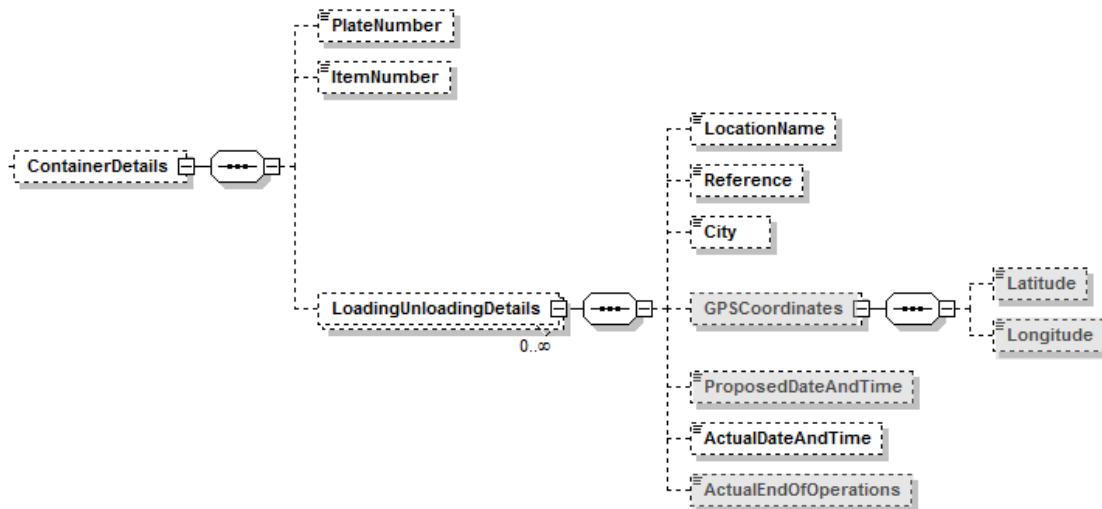 PlateNumber
ItemNumber
ContainerDetails
LoadingUnloadingDetails
0..∞
LocationName
Reference
City
GPSCoordinates
Latitude
Longitude
ProposedDateAndTime
ActualDateAndTime
ActualEndOfOperations